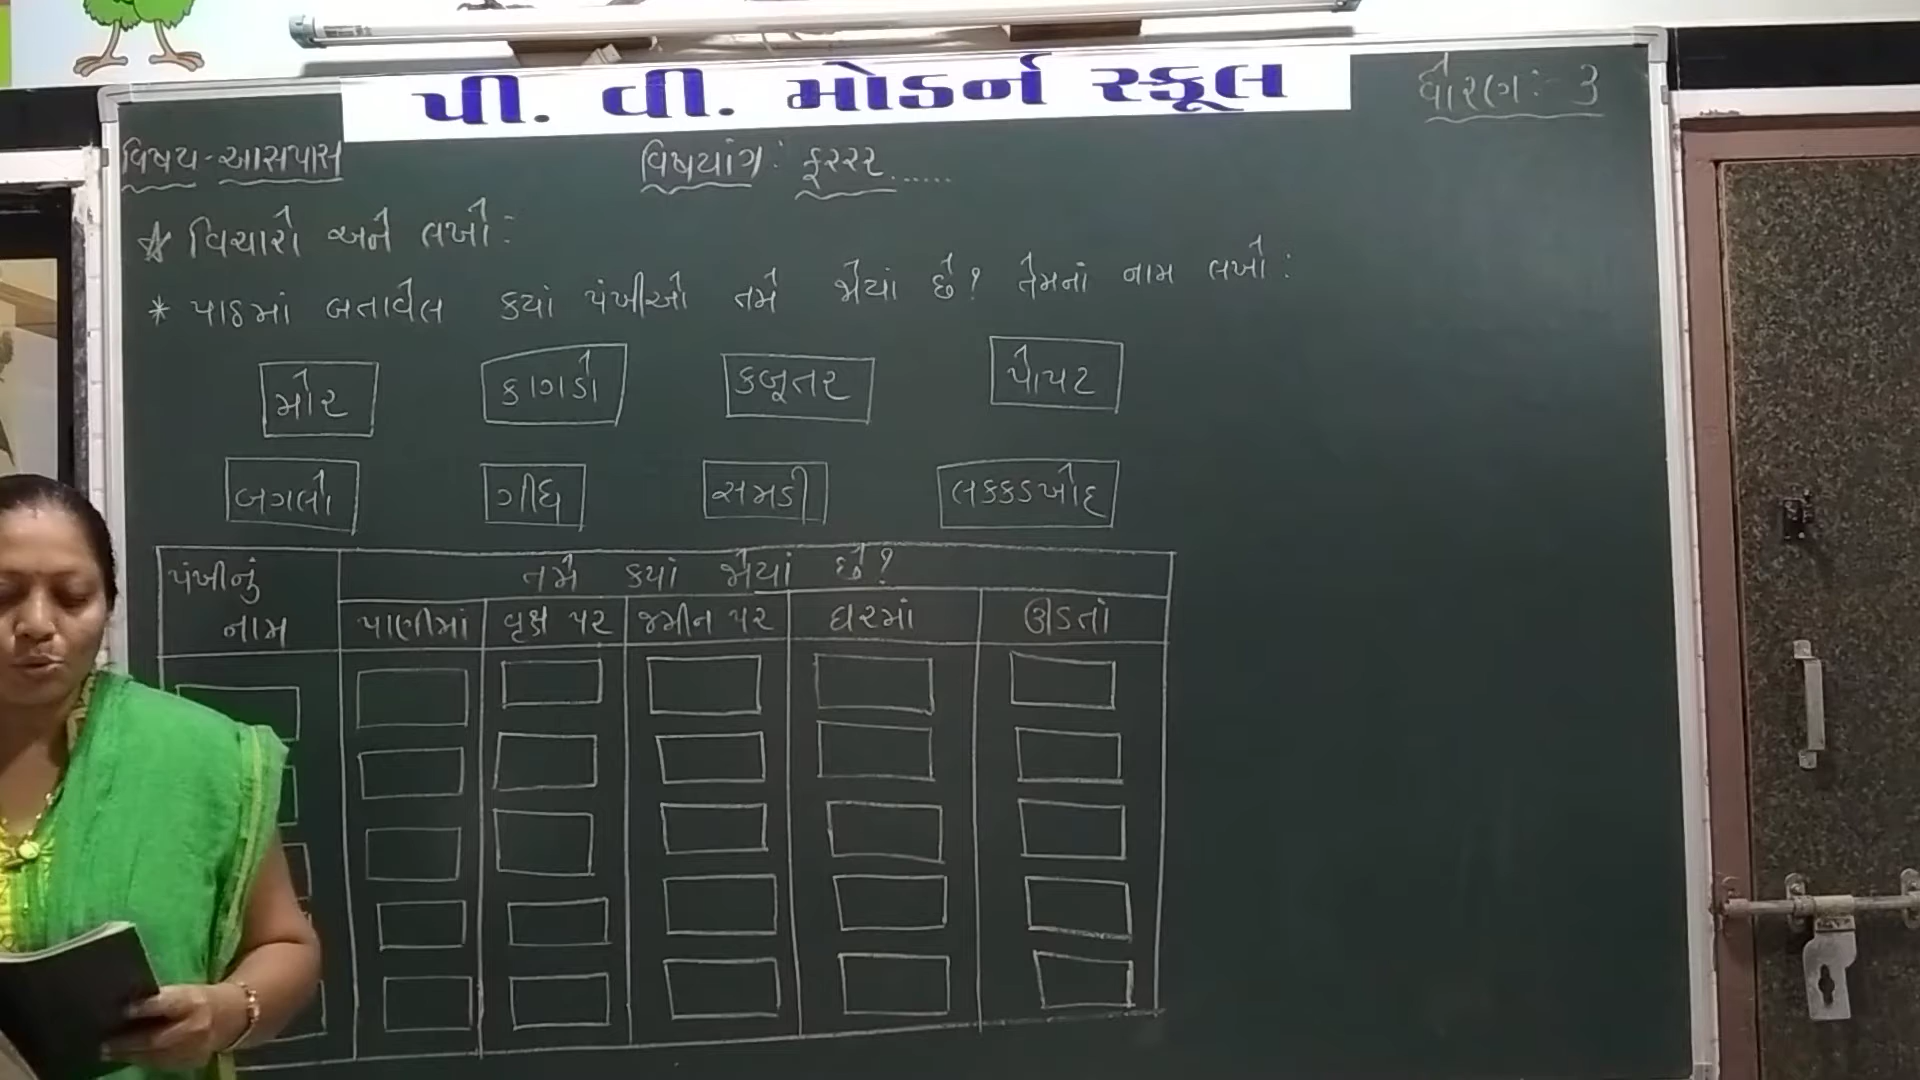 પી. વી. મોડર્ન સ્કૂલ
ધોરણ:- 3
વિષય - આસપાસ
વિષયાંગ: ફરરર......
☆ વિચારો અને લખો:
* પાઠમાં બતાવેલ કયાં પંખીઓ તમે જોયાં છે? તેમનાં નામ લખો:
મોર કાગડો કબૂતર પોપટ
બગલો ગીધ સમડી લક્કડખોદ
પંખીનું નામ
તમે કયાં જોયાં છે?
પાણીમાં વૃક્ષ પર જમીન પર ઘરમાં ઊડતાં